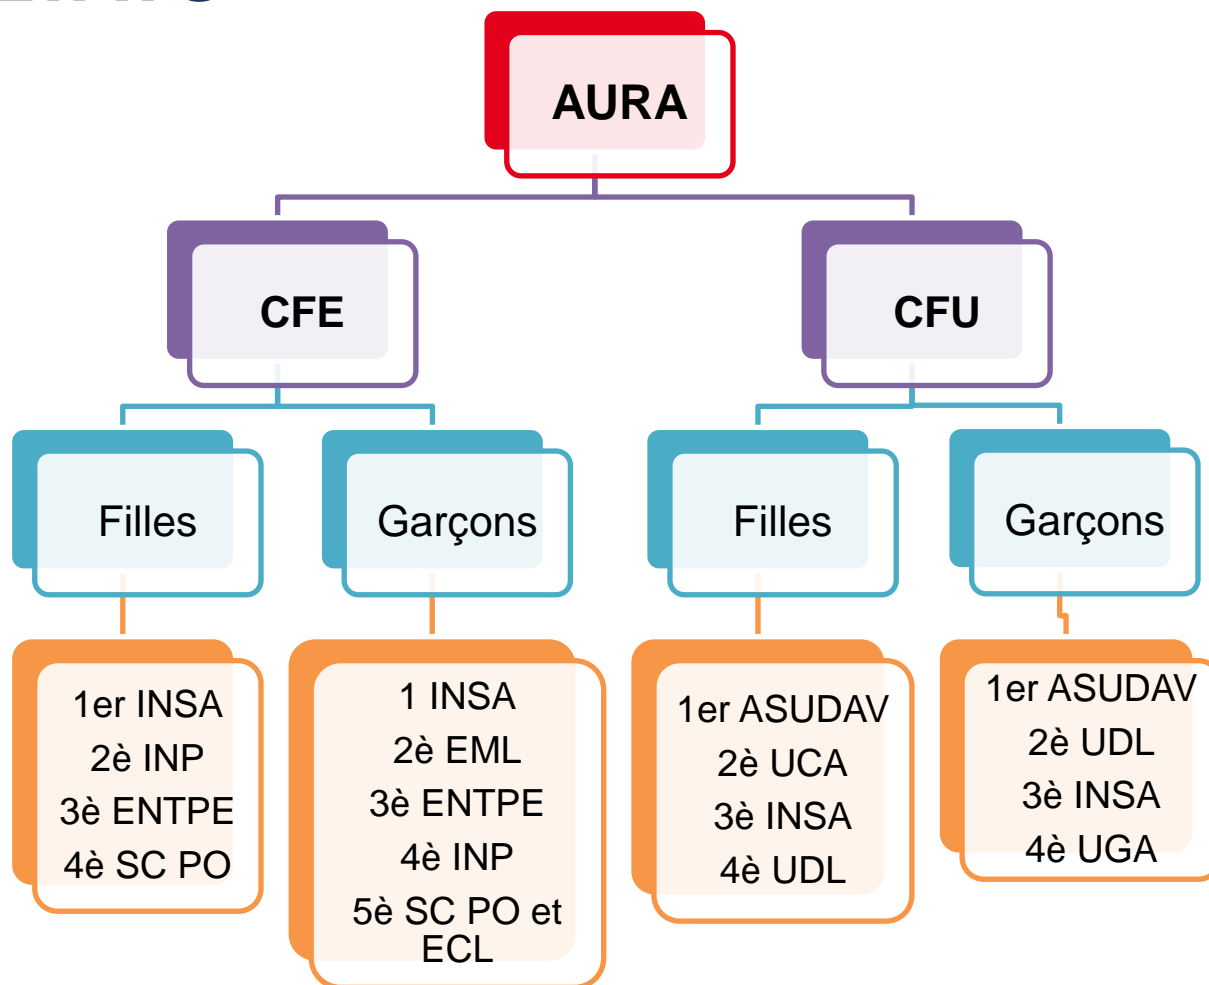 AURA
CFE
CFU
Filles
Garçons
Filles
Garçons
1er INSA
2è INP
3è ENTPE
4è SC PO
1 INSA
2è EML
3è ENTPE
4è INP
5è SC PO et
ECL
1er ASUDAV
2è UCA
3è INSA
4è UDL
1er ASUDAV
2è UDL
3è INSA
4è UGA